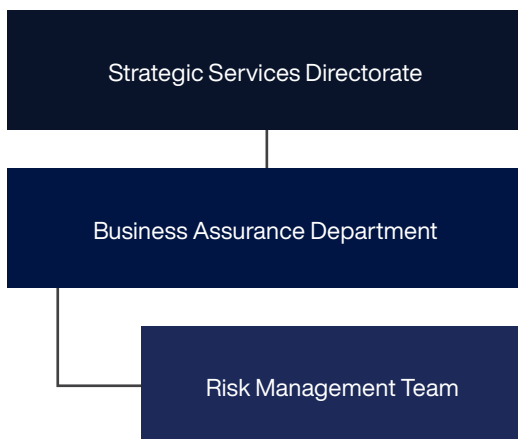 Strategic Services Directorate
Business Assurance Department
Risk Management Team